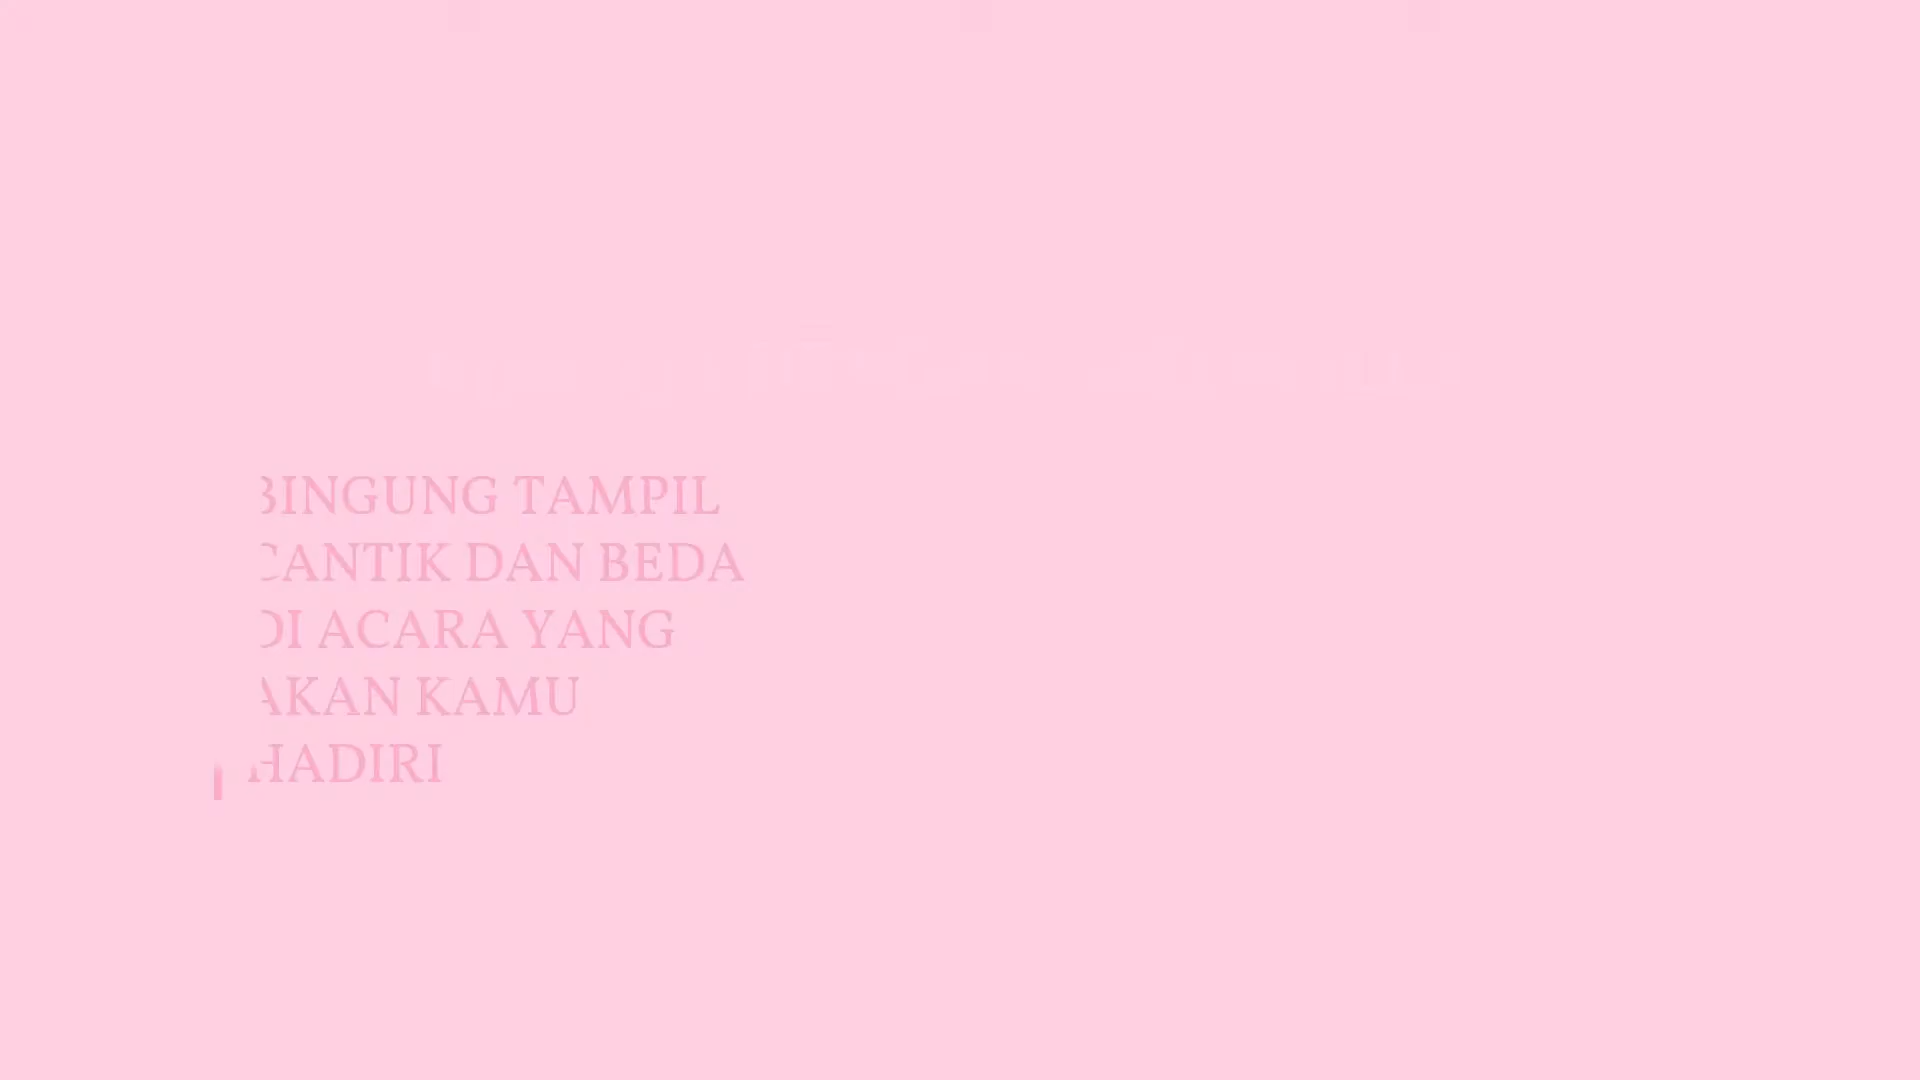 BINGUNG TAMPIL
CANTIK DAN BEDA
DI ACARA YANG
AKAN KAMU
HADIRI